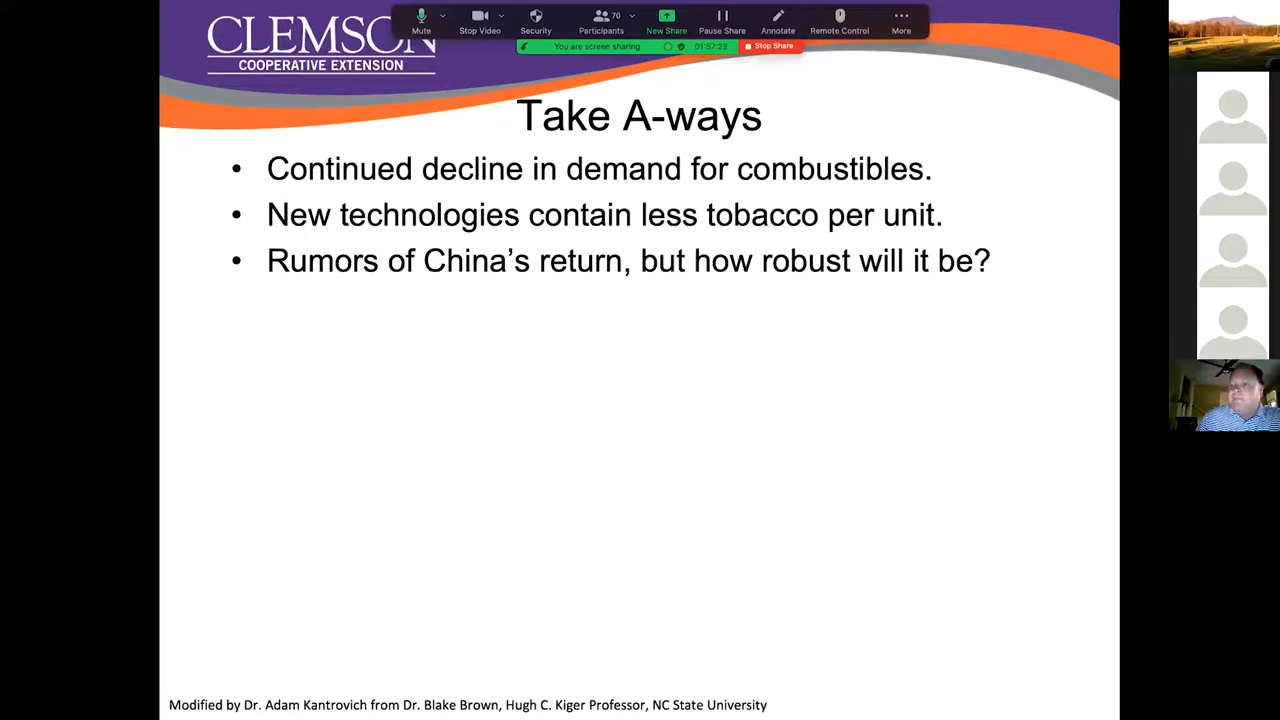 CLEMSON
COOPERATIVE EXTENSION
Mute
Stop Video
Security
Participants
70
New Share
Pause Share
Annotate
Remote Control
More
You are screen sharing
01:57:23
Stop Share
Take A-ways
• Continued decline in demand for combustibles.
• New technologies contain less tobacco per unit.
• Rumors of China’s return, but how robust will it be?
Modified by Dr. Adam Kantrovich from Dr. Blake Brown, Hugh C. Kiger Professor, NC State University